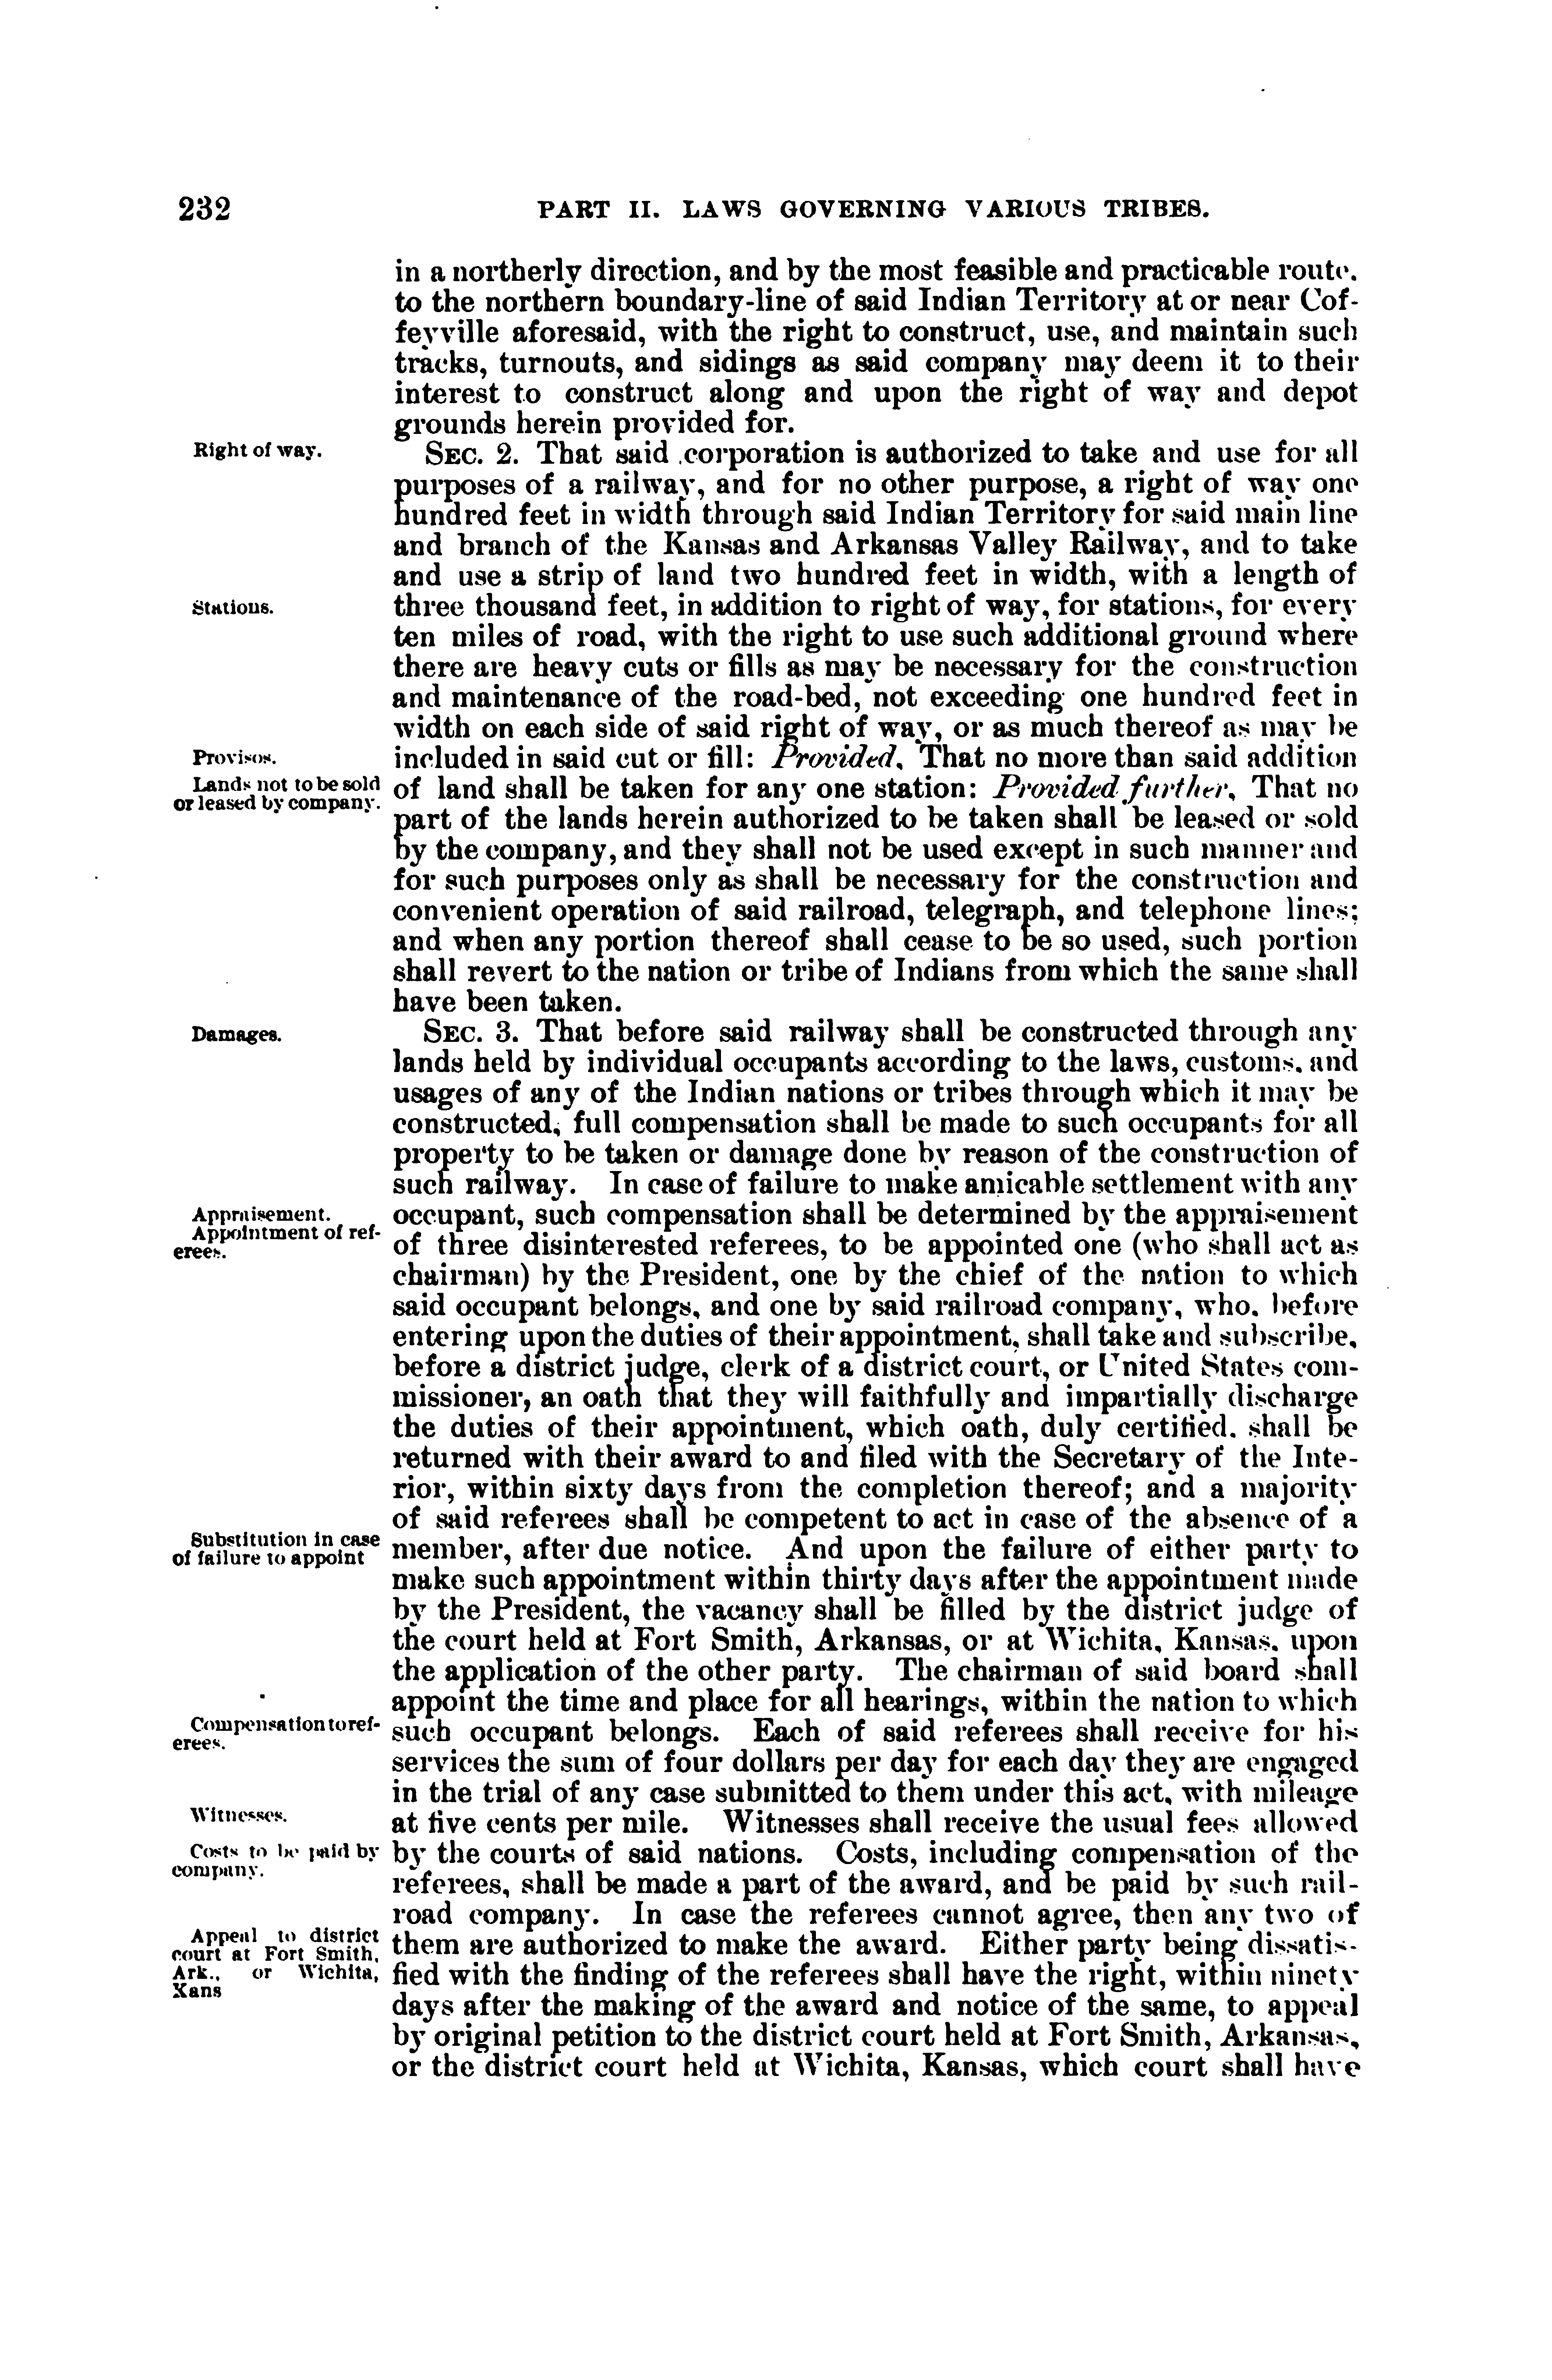 232
PART II. LAWS GOVERNING VARIOUS TRIBES.
in a northerly direction, and by the most feasible and practicable route,
to the northern boundary-line of said Indian Territory at or near Cof-
feyville aforesaid, with the right to construct, use, and maintain such
tracks, turnouts, and sidings as said company may deem it to their
interest to construct along and upon the right of way and depot
grounds herein provided for.
Right of way.
SEC. 2. That said corporation is authorized to take and use for all
purposes of a railway, and for no other purpose, a right of way one
hundred feet in width through said Indian Territory for said main line
and branch of the Kansas and Arkansas Valley Railway, and to take
and use a strip of land two hundred feet in width, with a length of
Stations.
three thousand feet, in addition to right of way, for stations, for every
ten miles of road, with the right to use such additional ground where
there are heavy cuts or fills as may be necessary for the construction
and maintenance of the road-bed, not exceeding one hundred feet in
width on each side of said right of way, or as much thereof as may be
Provisos.
included in said cut or fill: Provided, That no more than said addition
Lands not to be sold
or leased by company.
of land shall be taken for any one station: Provided further, That no
part of the lands herein authorized to be taken shall be leased or sold
by the company, and they shall not be used except in such manner and
for such purposes only as shall be necessary for the construction and
convenient operation of said railroad, telegraph, and telephone lines;
and when any portion thereof shall cease to be so used, such portion
shall revert to the nation or tribe of Indians from which the same shall
have been taken.
Damages.
SEC. 3. That before said railway shall be constructed through any
lands held by individual occupants according to the laws, customs, and
usages of any of the Indian nations or tribes through which it may be
constructed, full compensation shall be made to such occupants for all
property to be taken or damage done by reason of the construction of
such railway. In case of failure to make amicable settlement with any
Appraisement.
occupant, such compensation shall be determined by the appraisement
Appointment of ref-
erees.
of three disinterested referees, to be appointed one (who shall act as
chairman) by the President, one by the chief of the nation to which
said occupant belongs, and one by said railroad company, who, before
entering upon the duties of their appointment, shall take and subscribe,
before a district judge, clerk of a district court, or United States com-
missioner, an oath that they will faithfully and impartially discharge
the duties of their appointment, which oath, duly certified, shall be
returned with their award to and filed with the Secretary of the Inte-
rior, within sixty days from the completion thereof; and a majority
of said referees shall be competent to act in case of the absence of a
Substitution in case
of failure to appoint
member, after due notice. And upon the failure of either party to
make such appointment within thirty days after the appointment made
by the President, the vacancy shall be filled by the district judge of
the court held at Fort Smith, Arkansas, or at Wichita, Kansas, upon
the application of the other party. The chairman of said board shall
appoint the time and place for all hearings, within the nation to which
Compensation to ref-
erees.
such occupant belongs. Each of said referees shall receive for his
services the sum of four dollars per day for each day they are engaged
in the trial of any case submitted to them under this act, with mileage
Witnesses.
at five cents per mile. Witnesses shall receive the usual fees allowed
Costs to be paid by
company.
by the courts of said nations. Costs, including compensation of the
referees, shall be made a part of the award, and be paid by such rail-
road company. In case the referees cannot agree, then any two of
Appeal to district
court at Fort Smith,
Ark., or Wichita,
Kans
them are authorized to make the award. Either party being dissatis-
fied with the finding of the referees shall have the right, within ninety
days after the making of the award and notice of the same, to appeal
by original petition to the district court held at Fort Smith, Arkansas,
or the district court held at Wichita, Kansas, which court shall have